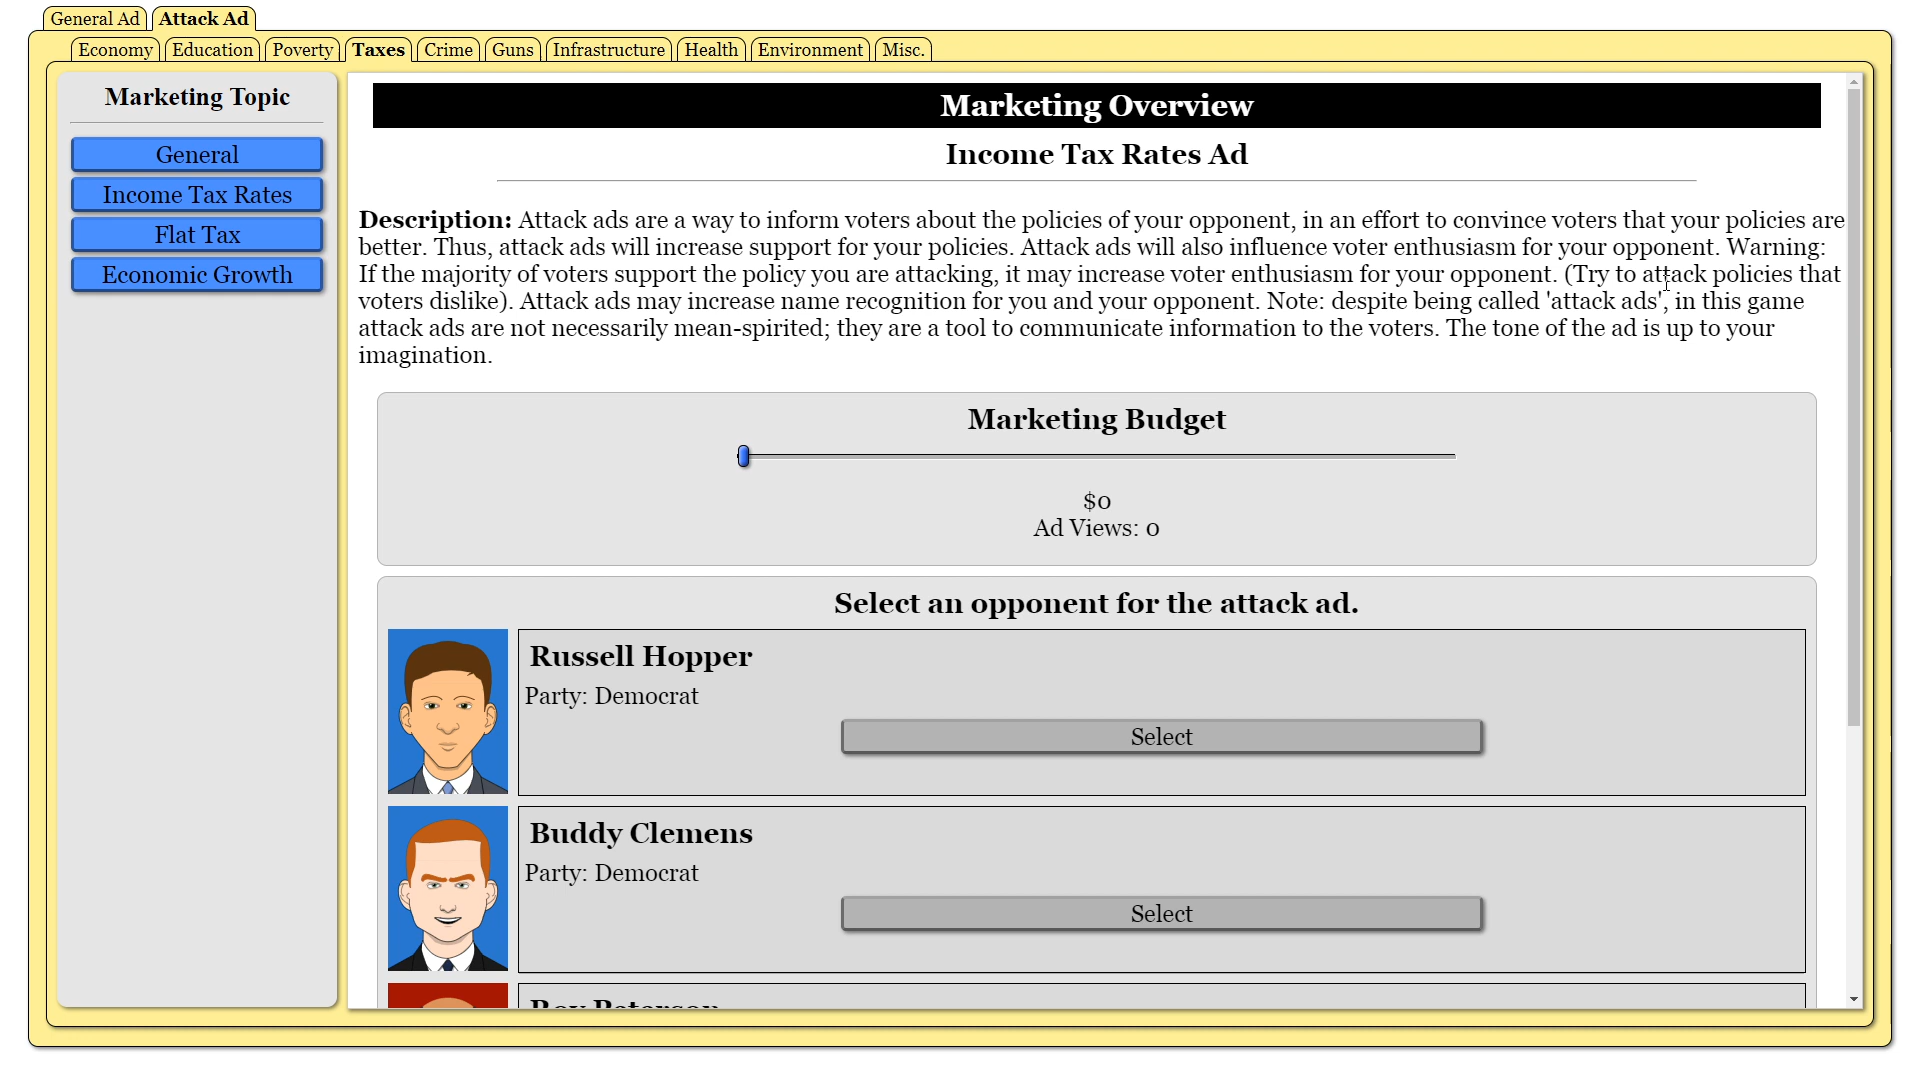 General Ad
Attack Ad
Economy
Education
Poverty
Taxes
Crime
Guns
Infrastructure
Health
Environment
Misc.
Marketing Topic
General
Income Tax Rates
Flat Tax
Economic Growth
Marketing Overview
Income Tax Rates Ad
Description: Attack ads are a way to inform voters about the policies of your opponent, in an effort to convince voters that your policies are
better. Thus, attack ads will increase support for your policies. Attack ads will also influence voter enthusiasm for your opponent. Warning:
If the majority of voters support the policy you are attacking, it may increase voter enthusiasm for your opponent. (Try to attack policies that
voters dislike). Attack ads may increase name recognition for you and your opponent. Note: despite being called 'attack ads', in this game
attack ads are not necessarily mean-spirited; they are a tool to communicate information to the voters. The tone of the ad is up to your
imagination.
Marketing Budget
$0
Ad Views: 0
Select an opponent for the attack ad.
Russell Hopper
Party: Democrat
Select
Buddy Clemens
Party: Democrat
Select